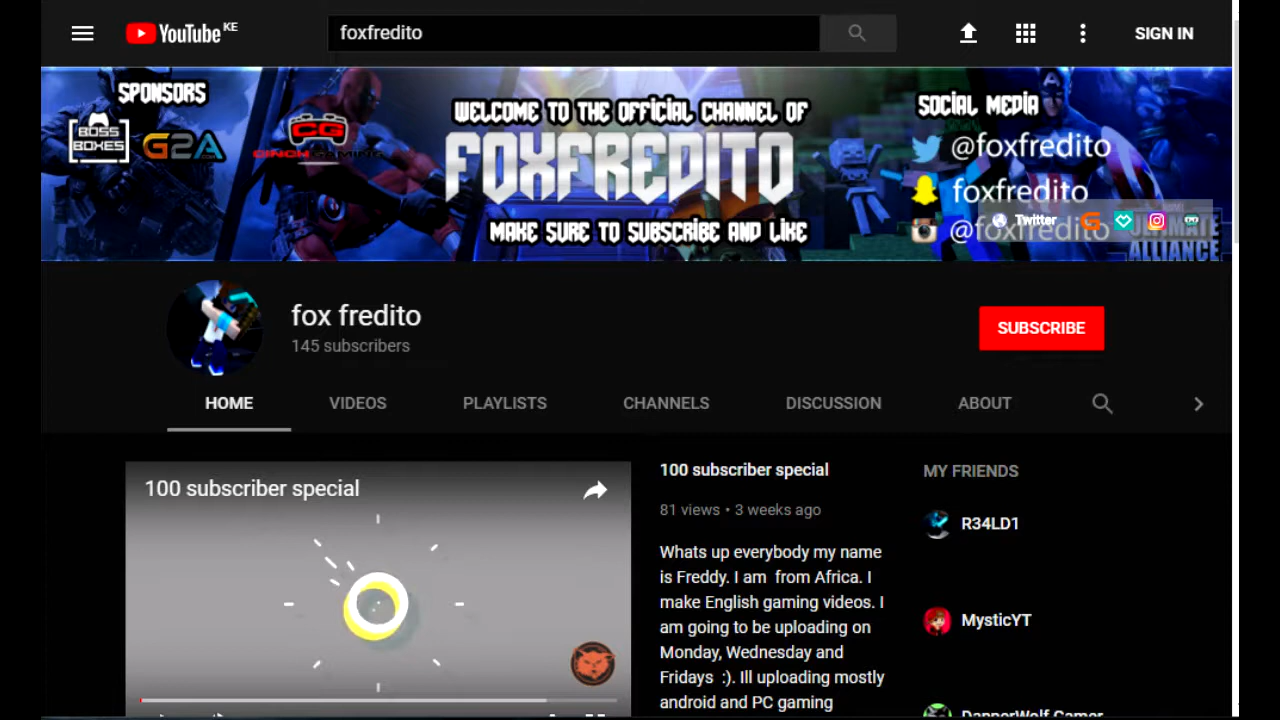 YouTube KE
foxfredito
SIGN IN
SPONSORS
BOSS
BOXES
G2A.COM
CG
CINCH GAMING
WELCOME TO THE OFFICIAL CHANNEL OF
FOXFREDITO
MAKE SURE TO SUBSCRIBE AND LIKE
SOCIAL MEDIA
@foxfredito
foxfredito
@foxfredito
Twitter
ULTIMATE
ALLIANCE
fox fredito
145 subscribers
SUBSCRIBE
HOME VIDEOS PLAYLISTS CHANNELS DISCUSSION ABOUT
100 subscriber special
100 subscriber special
81 views • 3 weeks ago
Whats up everybody my name
is Freddy. I am from Africa. I
make English gaming videos. I
am going to be uploading on
Monday, Wednesday and
Fridays :). Ill uploading mostly
android and PC gaming
MY FRIENDS
R34LD1
MysticYT